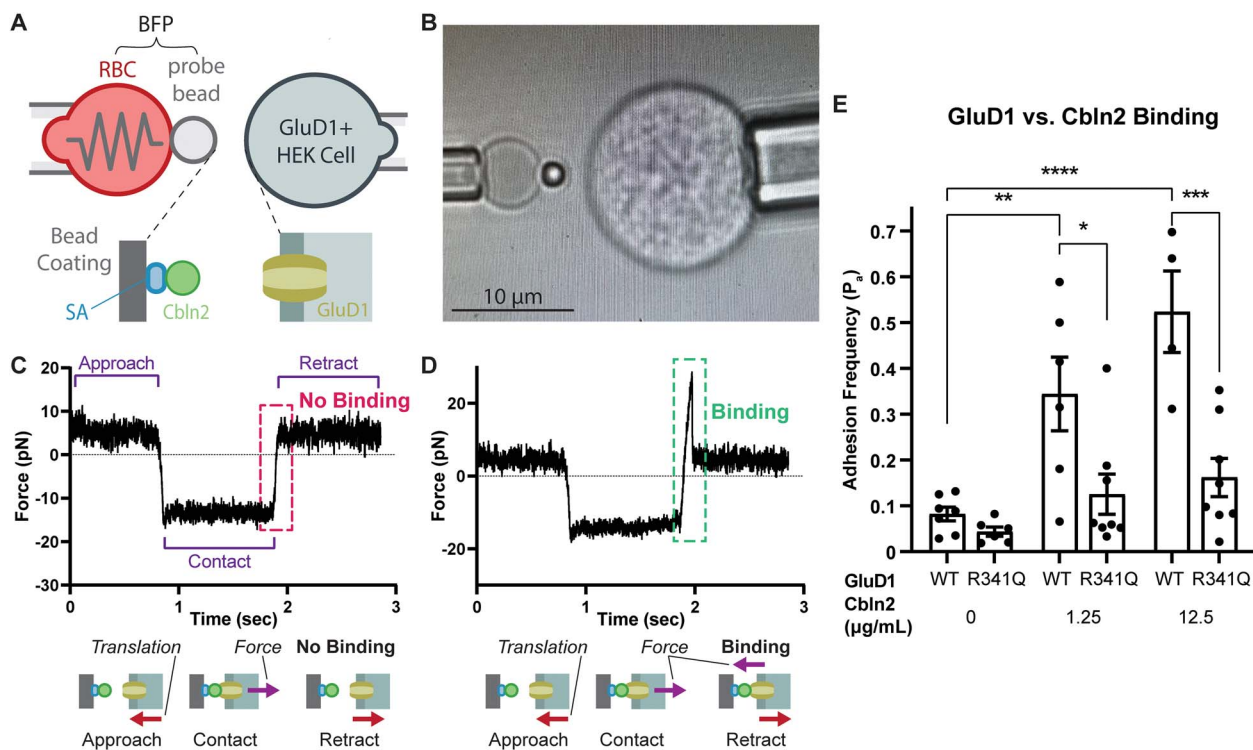 A
BFP
RBC
probe
bead
GluD1+
HEK Cell
Bead
Coating
SA
Cbln2
GluD1
B
10 µm
C
Approach
Retract
No Binding
Contact
Force (pN)
20
10
0
-10
-20
-30
0
1
2
3
Time (sec)
Translation
Force
No Binding
Approach
Contact
Retract
D
Binding
Force (pN)
20
0
-20
0
1
2
3
Time (sec)
Translation
Force
Binding
Approach
Contact
Retract
E
GluD1 vs. Cbln2 Binding
****
**
***
*
Adhesion Frequency (Pa)
0.7
0.6
0.5
0.4
0.3
0.2
0.1
0
GluD1 WT R341Q WT R341Q WT R341Q
Cbln2
(µg/mL) 0 1.25 12.5